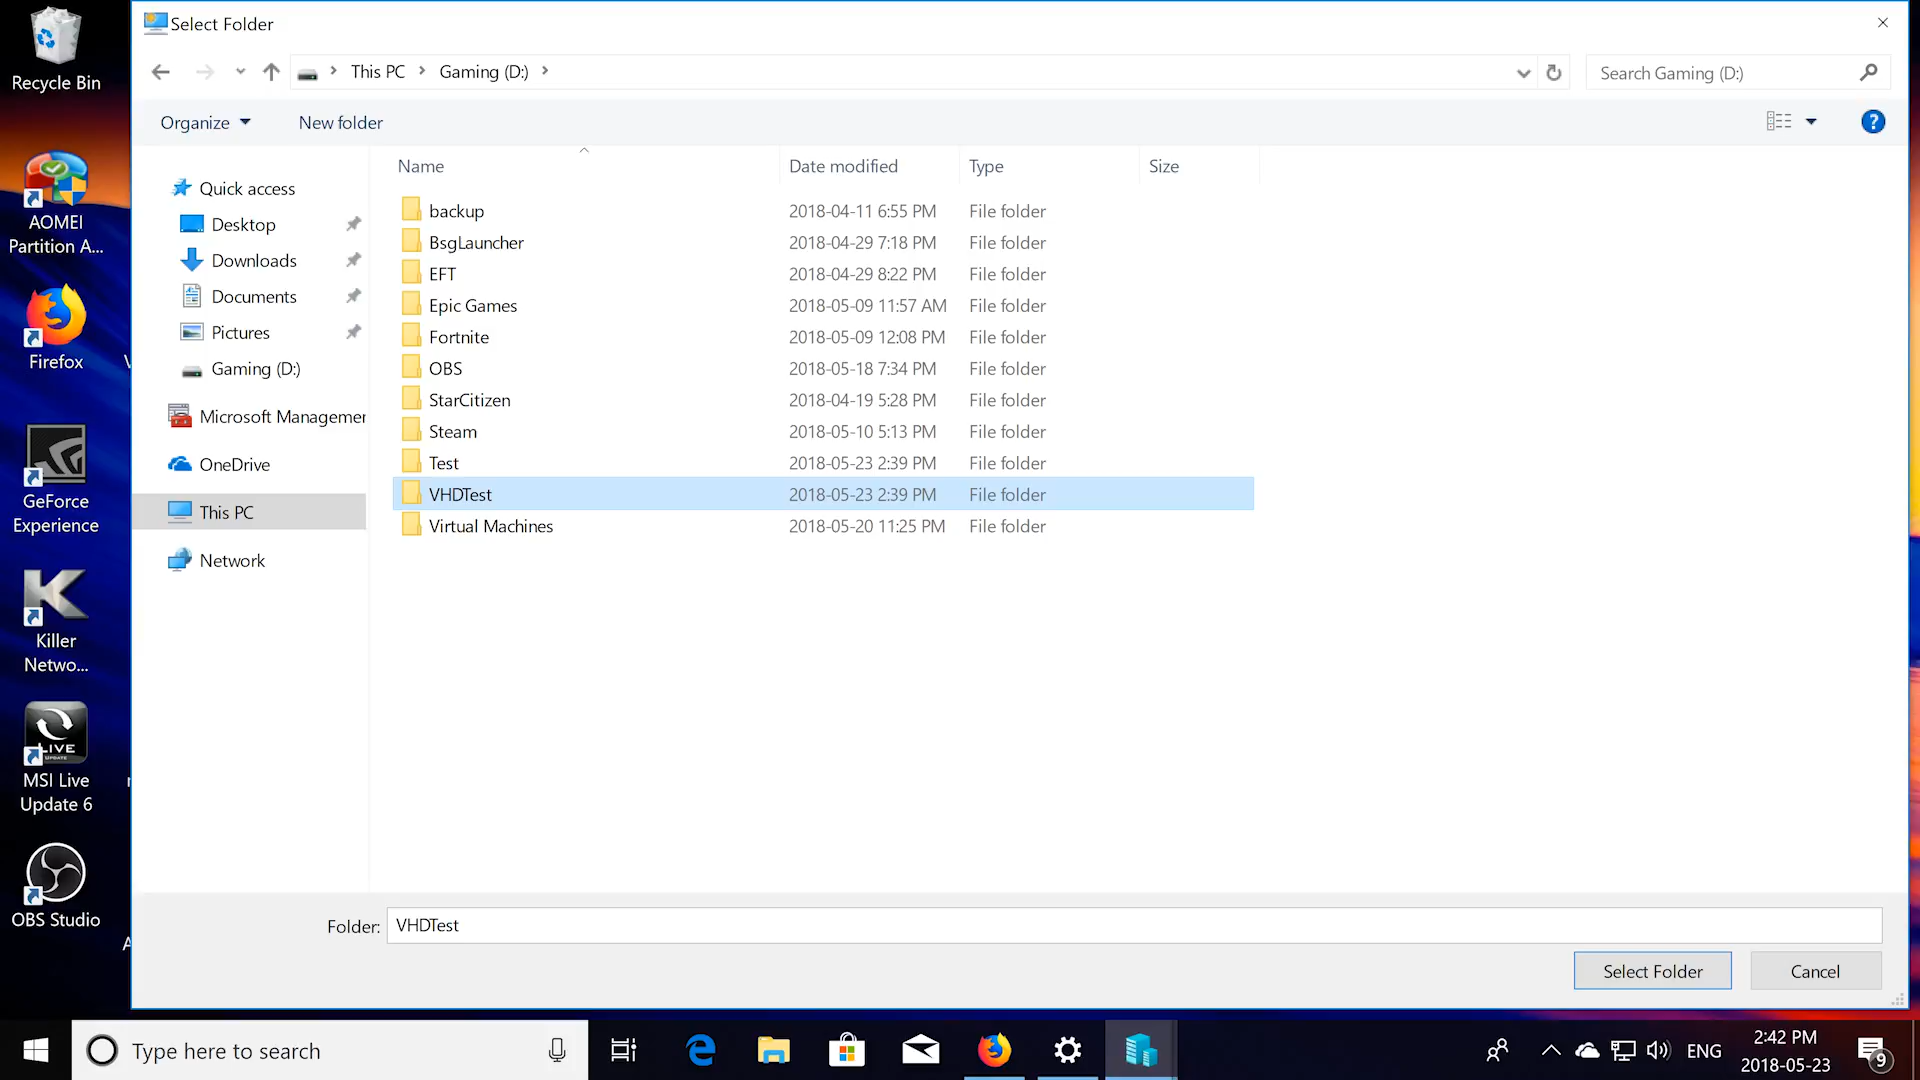 Select Folder
This PC
Gaming (D:)
Search Gaming (D:)
Organize
New folder
?
Name
Date modified
Type
Size
Quick access
Desktop
Downloads
Documents
Pictures
Gaming (D:)
Microsoft Managemen
OneDrive
This PC
Network
backup 2018-04-11 6:55 PM File folder
BsgLauncher 2018-04-29 7:18 PM File folder
EFT 2018-04-29 8:22 PM File folder
Epic Games 2018-05-09 11:57 AM File folder
Fortnite 2018-05-09 12:08 PM File folder
OBS 2018-05-18 7:34 PM File folder
StarCitizen 2018-04-19 5:28 PM File folder
Steam 2018-05-10 5:13 PM File folder
Test 2018-05-23 2:39 PM File folder
VHDTest 2018-05-23 2:39 PM File folder
Virtual Machines 2018-05-20 11:25 PM File folder
Folder: VHDTest
Select Folder
Cancel
Recycle Bin
AOMEI
Partition A...
Firefox
GeForce
Experience
Killer
Netwo...
LIVE
UPDATE
MSI Live
Update 6
OBS Studio
Type here to search
ENG
2:42 PM
2018-05-23
9